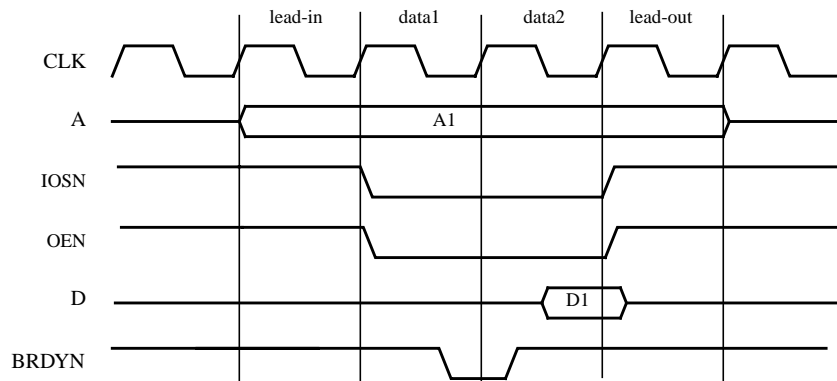 lead-in data1 data2 lead-out
CLK
A A1
IOSN
OEN
D D1
BRDYN